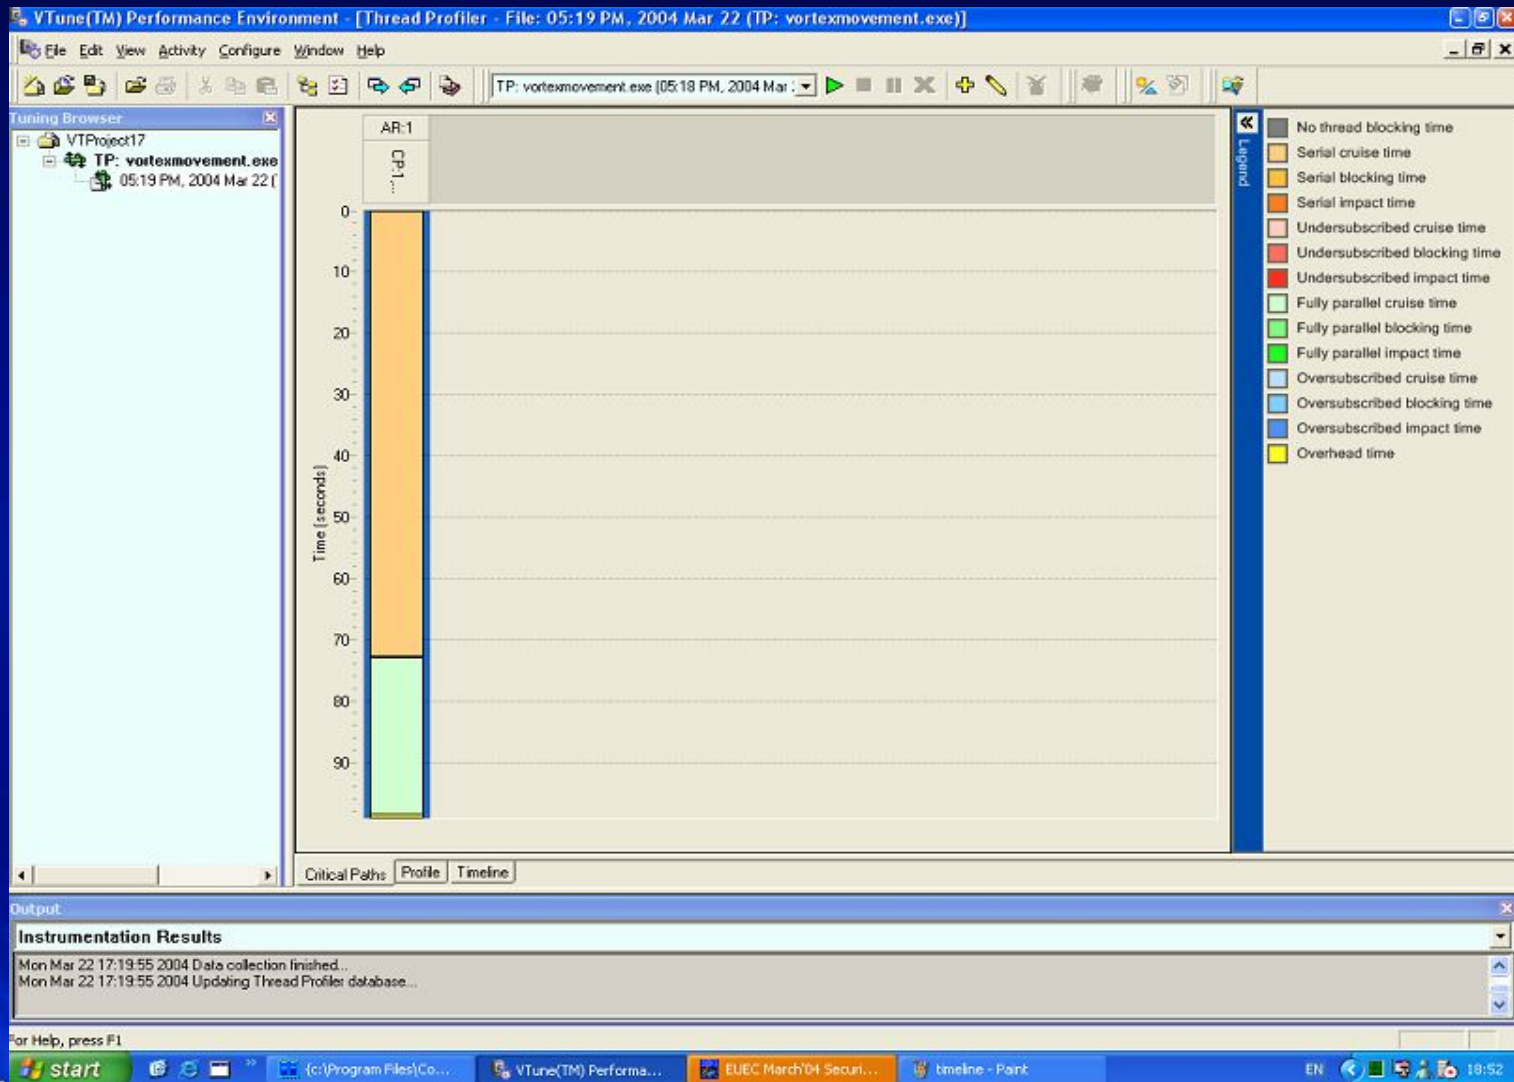 VTune(TM) Performance Environment - [Thread Profiler - File: 05:19 PM, 2004 Mar 22 (TP: vortexmovement.exe)]
File Edit View Activity Configure Window Help
TP: vortexmovement.exe (05:18 PM, 2004 Mar
Tuning Browser
VTProject17
TP: vortexmovement.exe
05:19 PM, 2004 Mar 22 (
AR:1
CP:1...
0
10
20
30
40
50
60
70
80
90
Time (seconds)
Legend
No thread blocking time
Serial cruise time
Serial blocking time
Serial impact time
Undersubscribed cruise time
Undersubscribed blocking time
Undersubscribed impact time
Fully parallel cruise time
Fully parallel blocking time
Fully parallel impact time
Oversubscribed cruise time
Oversubscribed blocking time
Oversubscribed impact time
Overhead time
Critical Paths Profile Timeline
Output
Instrumentation Results
Mon Mar 22 17:19:55 2004 Data collection finished...
Mon Mar 22 17:19:55 2004 Updating Thread Profiler database...
For Help, press F1
start {c:\Program Files\Co... VTune(TM) Performa... EUEC March'04 Securi... timeline - Paint EN 18:52